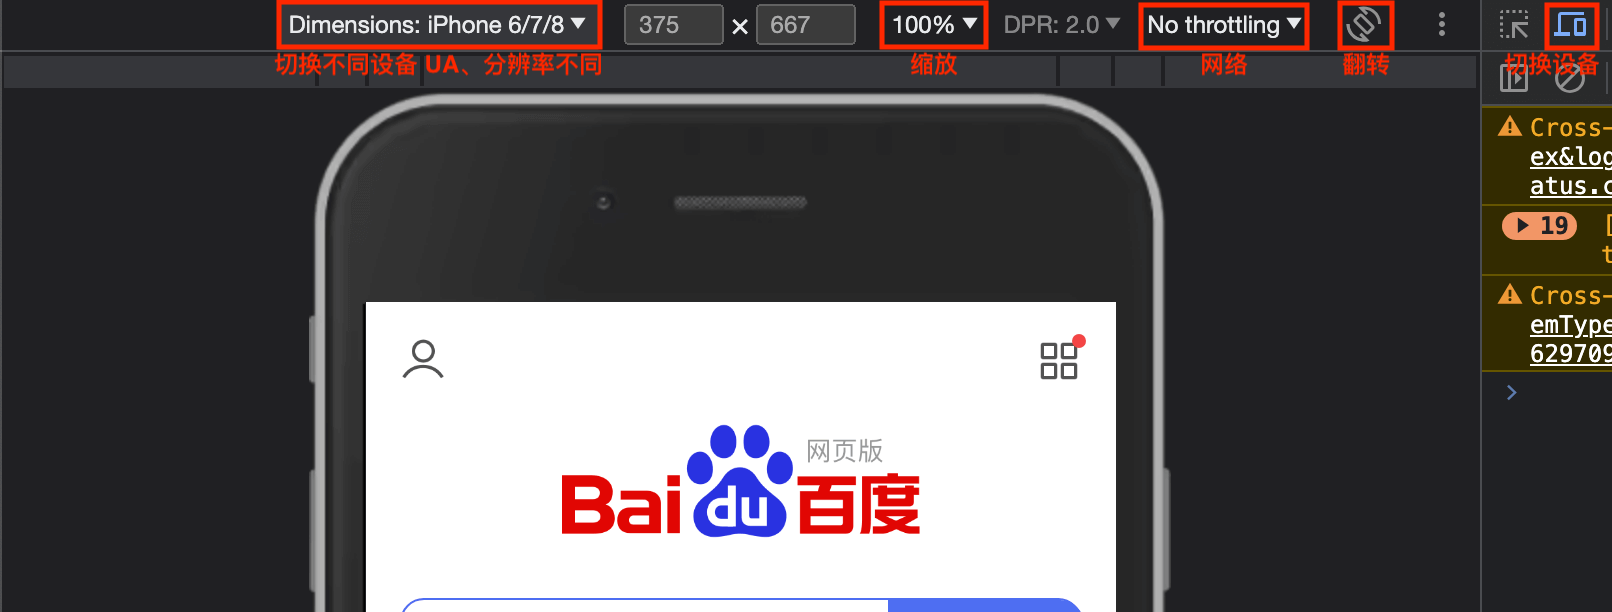 Dimensions: iPhone 6/7/8 375 × 667 100% DPR: 2.0 No throttling
切换不同设备 UA、分辨率不同 缩放 网络 翻转 切换设备
Cross-
ex&log
atus.c
19
t
Cross-
emType
629709
网页版
Bai du 百度